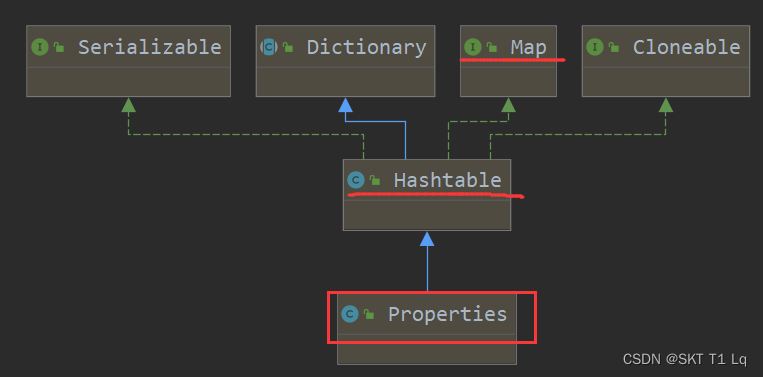 Serializable
Dictionary
Map
Cloneable
Hashtable
Properties
CSDN @SKT T1 Lq